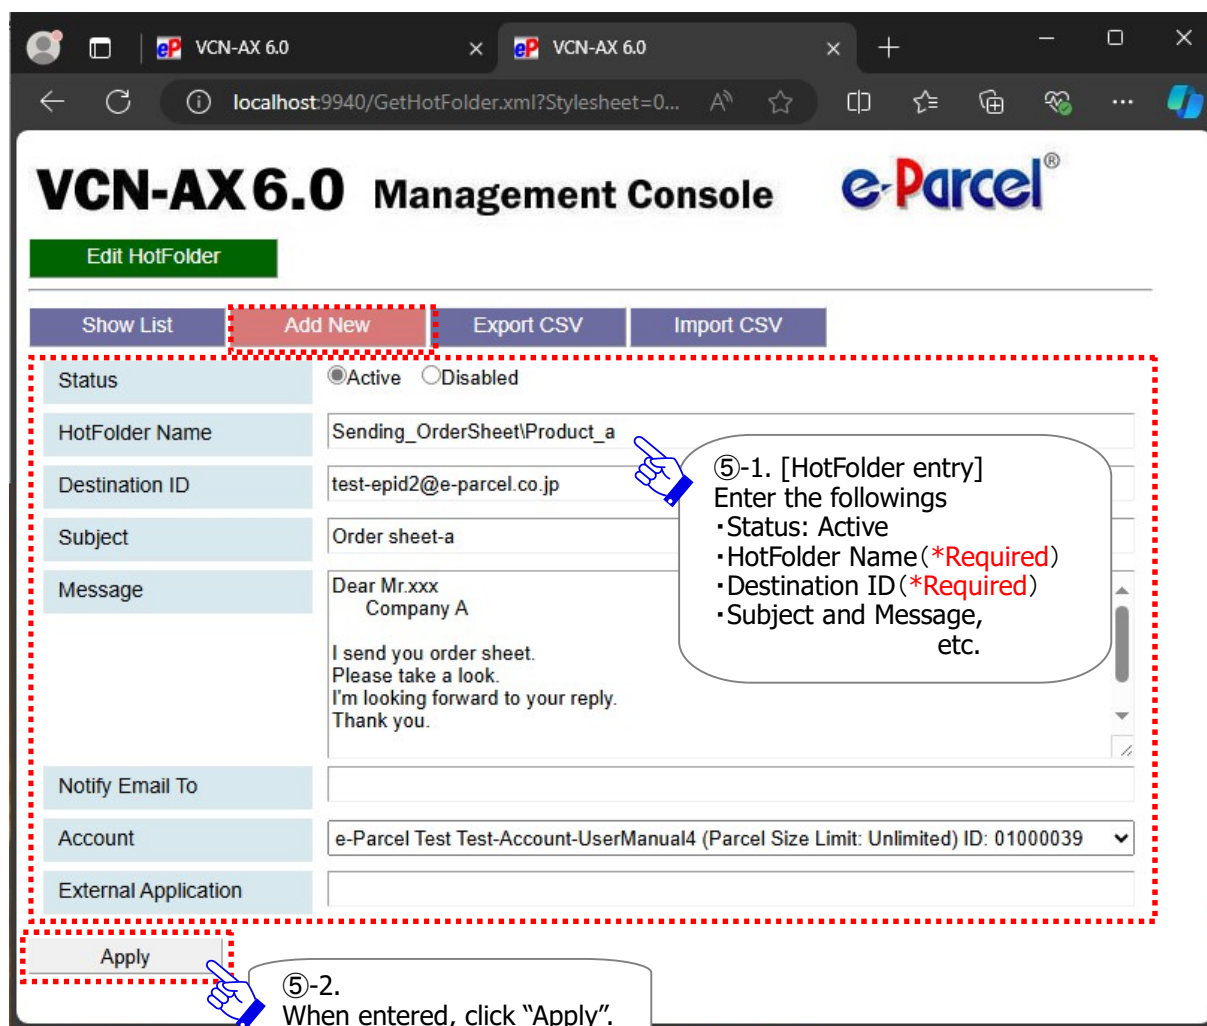 VCN-AX 6.0
VCN-AX 6.0
localhost:9940/GetHotFolder.xml?Stylesheet=0...
VCN-AX 6.0 Management Console e-Parcel®
Edit HotFolder
Show List Add New Export CSV Import CSV
Status Active Disabled
HotFolder Name Sending_OrderSheet\Product_a
Destination ID test-epid2@e-parcel.co.jp
Subject Order sheet-a
Message Dear Mr.xxx
Company A
I send you order sheet.
Please take a look.
I'm looking forward to your reply.
Thank you.
⑤-1. [HotFolder entry]
Enter the followings
・Status: Active
・HotFolder Name(*Required)
・Destination ID(*Required)
・Subject and Message,
etc.
Notify Email To
Account e-Parcel Test Test-Account-UserManual4 (Parcel Size Limit: Unlimited) ID: 01000039
External Application
Apply
⑤-2.
When entered, click “Apply”.